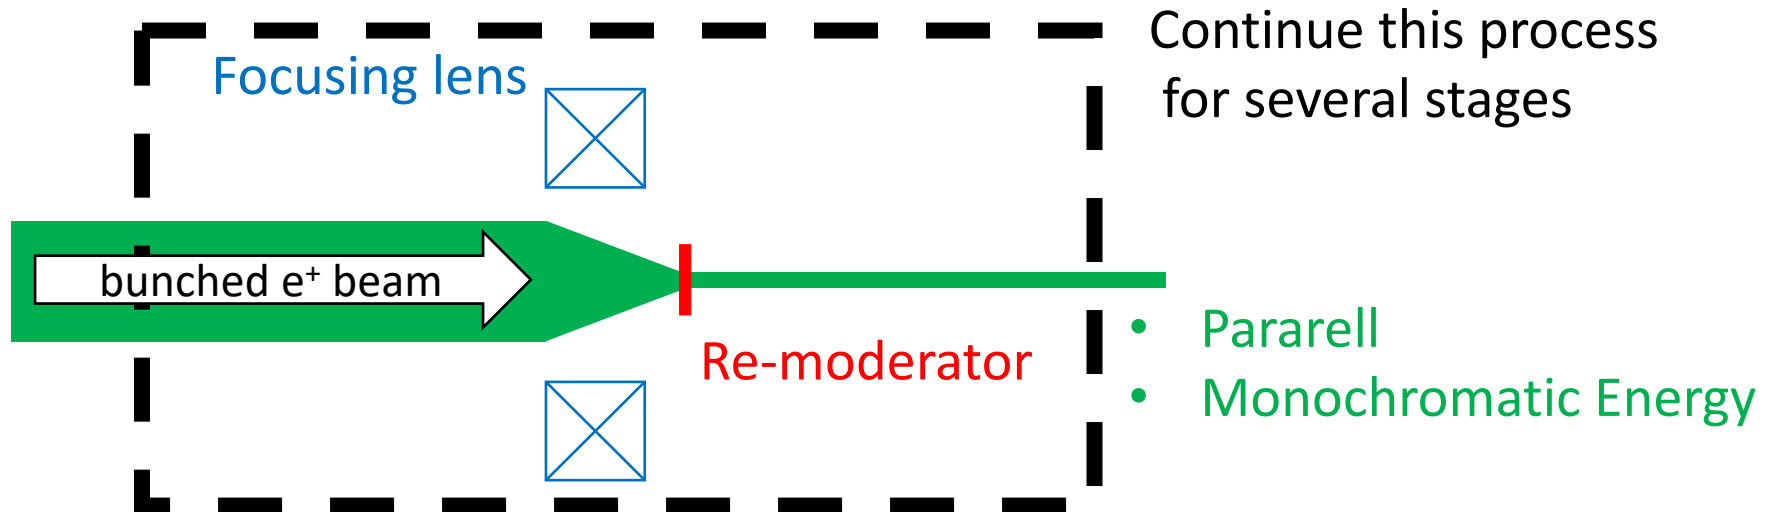 Continue this process
for several stages
Focusing lens
bunched e⁺ beam
Re-moderator
• Pararell
• Monochromatic Energy